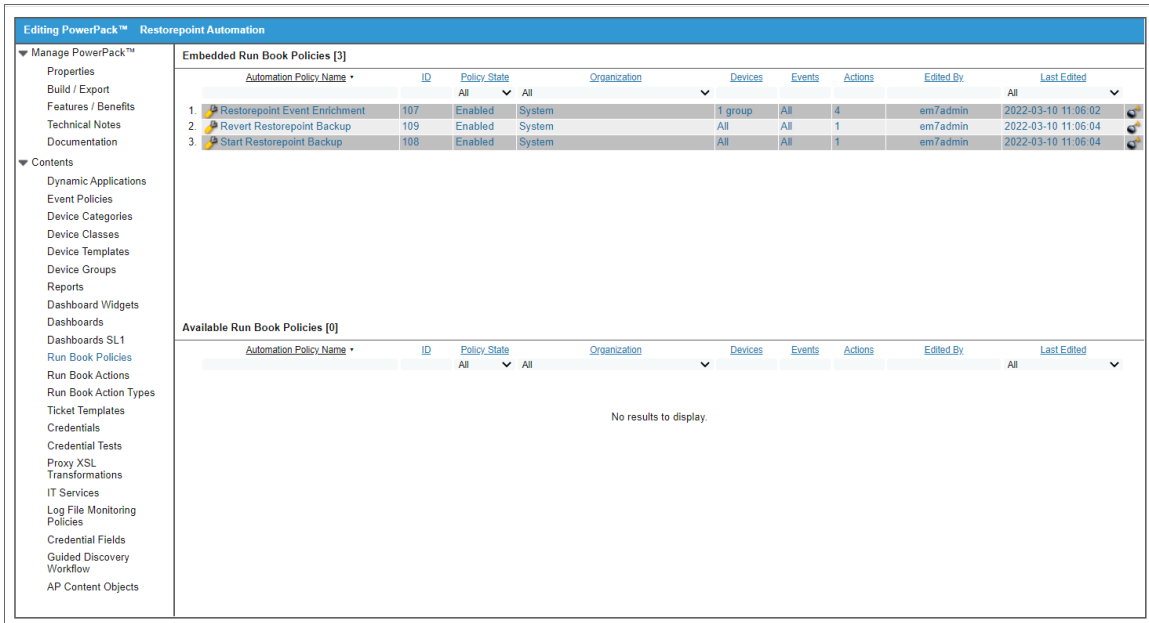 Editing PowerPack™ Restorepoint Automation
Manage PowerPack™
Properties
Build / Export
Features / Benefits
Technical Notes
Documentation
Contents
Dynamic Applications
Event Policies
Device Categories
Device Classes
Device Templates
Device Groups
Reports
Dashboard Widgets
Dashboards
Dashboards SL1
Run Book Policies
Run Book Actions
Run Book Action Types
Ticket Templates
Credentials
Credential Tests
Proxy XSL
Transformations
IT Services
Log File Monitoring
Policies
Credential Fields
Guided Discovery
Workflow
AP Content Objects
Embedded Run Book Policies [3]
Automation Policy Name • ID Policy State Organization Devices Events Actions Edited By Last Edited
All All All
1. Restorepoint Event Enrichment 107 Enabled System 1 group All 4 em7admin 2022-03-10 11:06:02
2. Revert Restorepoint Backup 109 Enabled System All All 1 em7admin 2022-03-10 11:06:04
3. Start Restorepoint Backup 108 Enabled System All All 1 em7admin 2022-03-10 11:06:04
Available Run Book Policies [0]
Automation Policy Name • ID Policy State Organization Devices Events Actions Edited By Last Edited
All All All
No results to display.